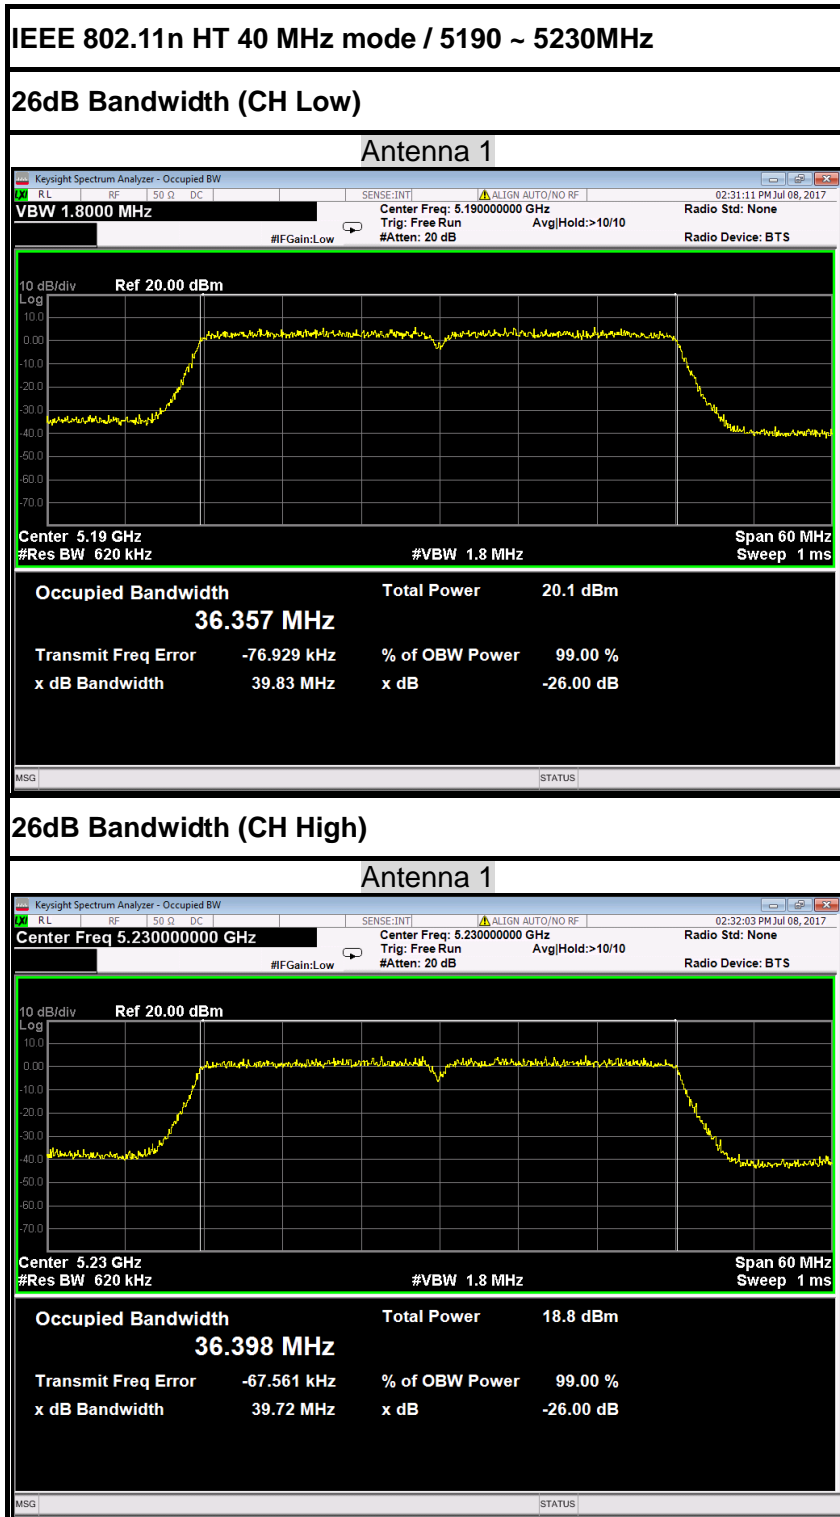 IEEE 802.11n HT 40 MHz mode / 5190 ~ 5230MHz
26dB Bandwidth (CH Low)
Antenna 1
Keysight Spectrum Analyzer - Occupied BW
LXI RL RF 50 Ω DC SENSE:INT ALIGN AUTO/NO RF 02:31:11 PM Jul 08, 2017
VBW 1.8000 MHz Center Freq: 5.190000000 GHz Radio Std: None
Trig: Free Run Avg|Hold:>10/10
#IFGain:Low #Atten: 20 dB Radio Device: BTS
10 dB/div Ref 20.00 dBm
Log
10.0
0.00
-10.0
-20.0
-30.0
-40.0
-50.0
-60.0
-70.0
Center 5.19 GHz Span 60 MHz
#Res BW 620 kHz #VBW 1.8 MHz Sweep 1 ms
Occupied Bandwidth Total Power 20.1 dBm
36.357 MHz
Transmit Freq Error -76.929 kHz % of OBW Power 99.00 %
x dB Bandwidth 39.83 MHz x dB -26.00 dB
MSG STATUS
26dB Bandwidth (CH High)
Antenna 1
Keysight Spectrum Analyzer - Occupied BW
LXI RL RF 50 Ω DC SENSE:INT ALIGN AUTO/NO RF 02:32:03 PM Jul 08, 2017
Center Freq 5.230000000 GHz Center Freq: 5.230000000 GHz Radio Std: None
Trig: Free Run Avg|Hold:>10/10
#IFGain:Low #Atten: 20 dB Radio Device: BTS
10 dB/div Ref 20.00 dBm
Log
10.0
0.00
-10.0
-20.0
-30.0
-40.0
-50.0
-60.0
-70.0
Center 5.23 GHz Span 60 MHz
#Res BW 620 kHz #VBW 1.8 MHz Sweep 1 ms
Occupied Bandwidth Total Power 18.8 dBm
36.398 MHz
Transmit Freq Error -67.561 kHz % of OBW Power 99.00 %
x dB Bandwidth 39.72 MHz x dB -26.00 dB
MSG STATUS